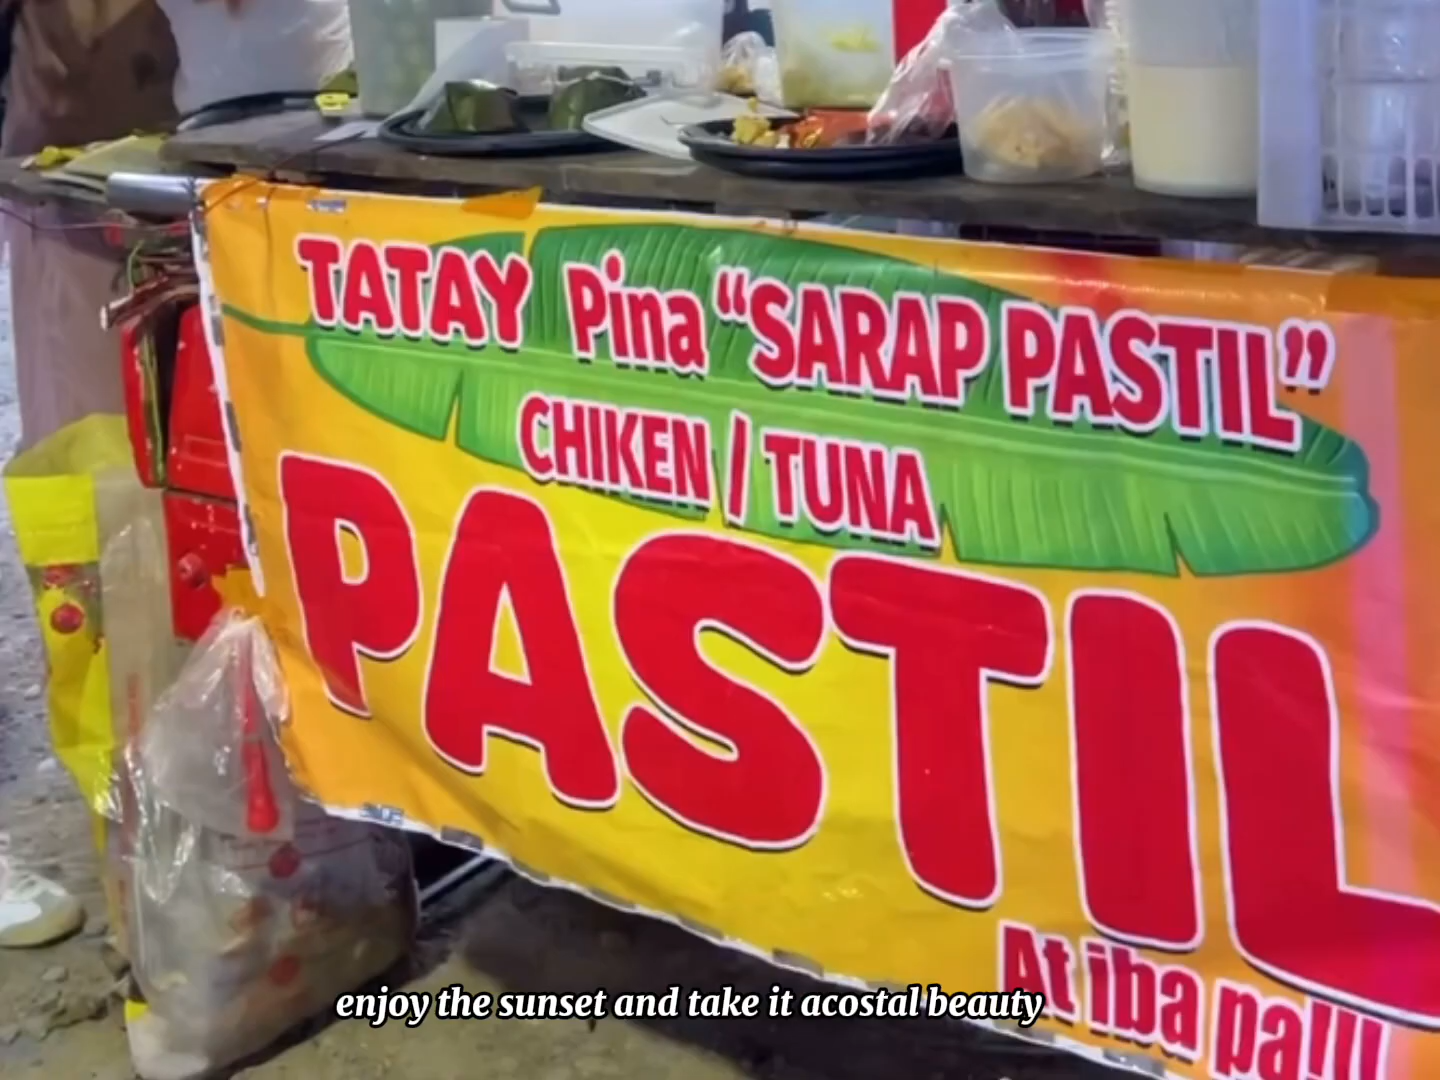 TATAY Pina “SARAP PASTIL”
CHIKEN / TUNA
PASTIL
At iba pa!!!
enjoy the sunset and take it acostal beauty